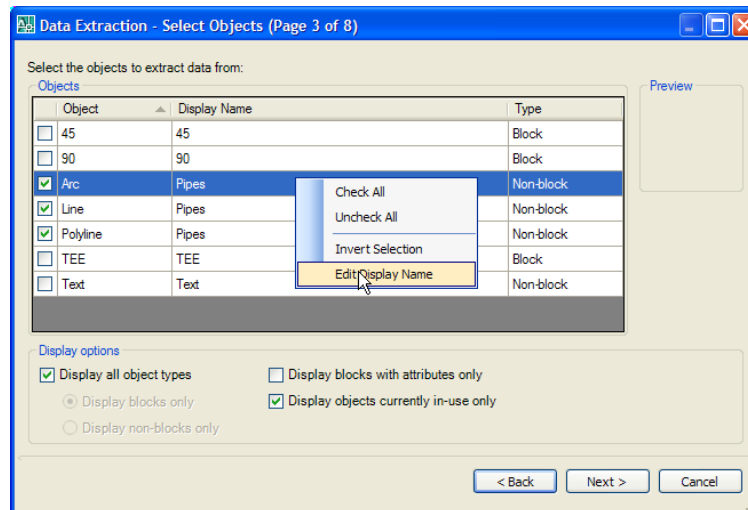 Data Extraction - Select Objects (Page 3 of 8)
Select the objects to extract data from:
Objects
Preview
Object Display Name Type
45 45 Block
90 90 Block
Arc Pipes Non-block
Line Pipes Non-block
Polyline Pipes Non-block
TEE TEE Block
Text Text Non-block
Check All
Uncheck All
Invert Selection
Edit Display Name
Display options
Display all object types
Display blocks with attributes only
Display blocks only
Display objects currently in-use only
Display non-blocks only
< Back Next > Cancel